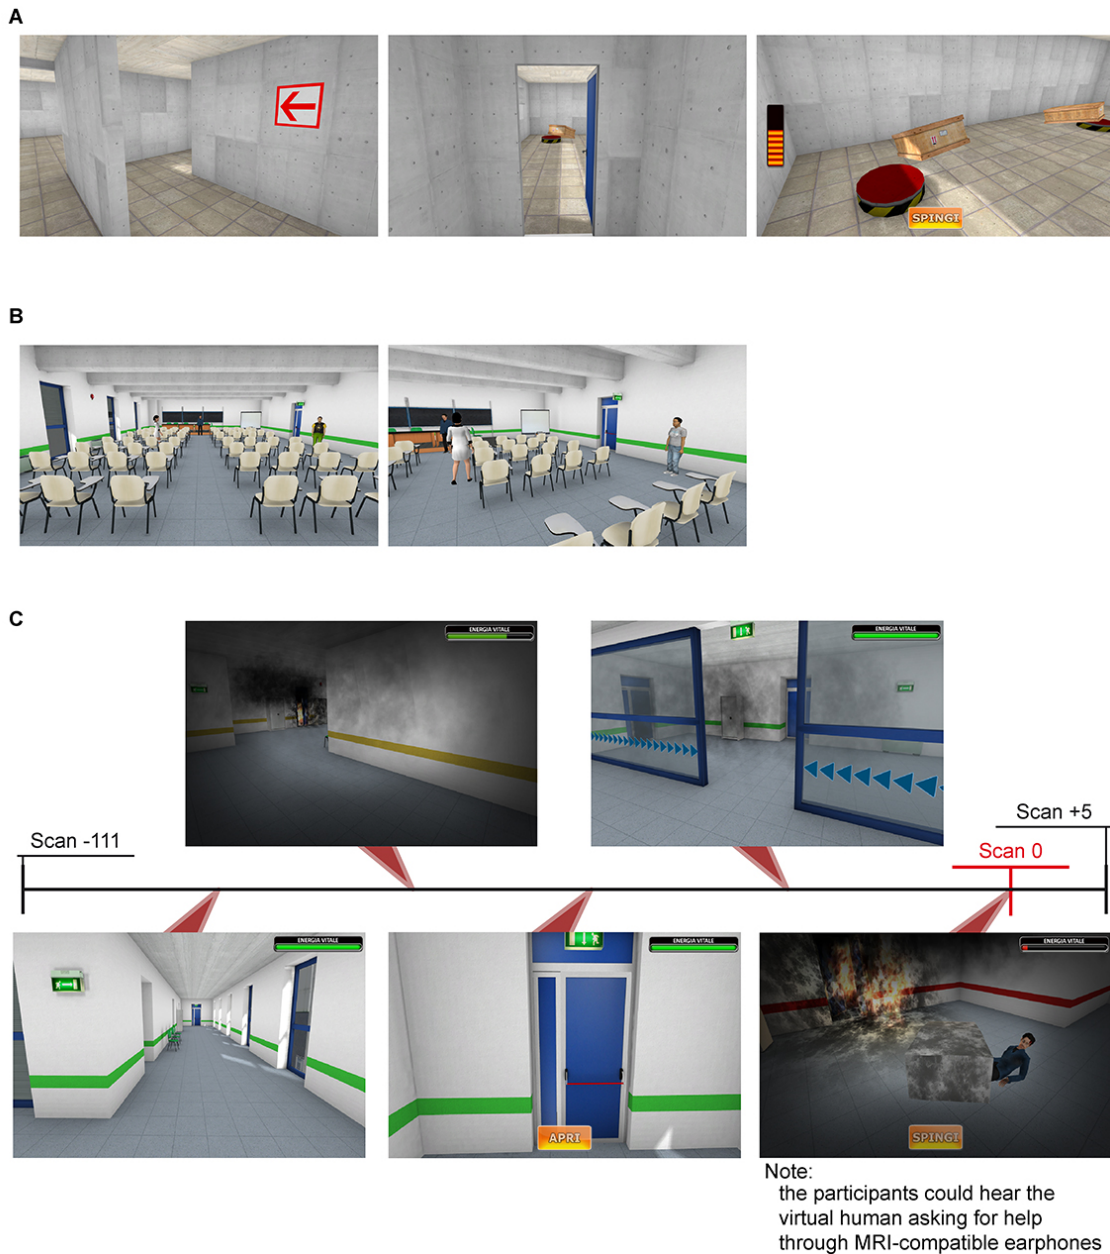 A
SPINGI
B
C
ENERGIA VITALE
ENERGIA VITALE
Scan -111
Scan +5
Scan 0
ENERGIA VITALE
ENERGIA VITALE
ENERGIA VITALE
APRI
SPINGI
Note:
the participants could hear the
virtual human asking for help
through MRI-compatible earphones